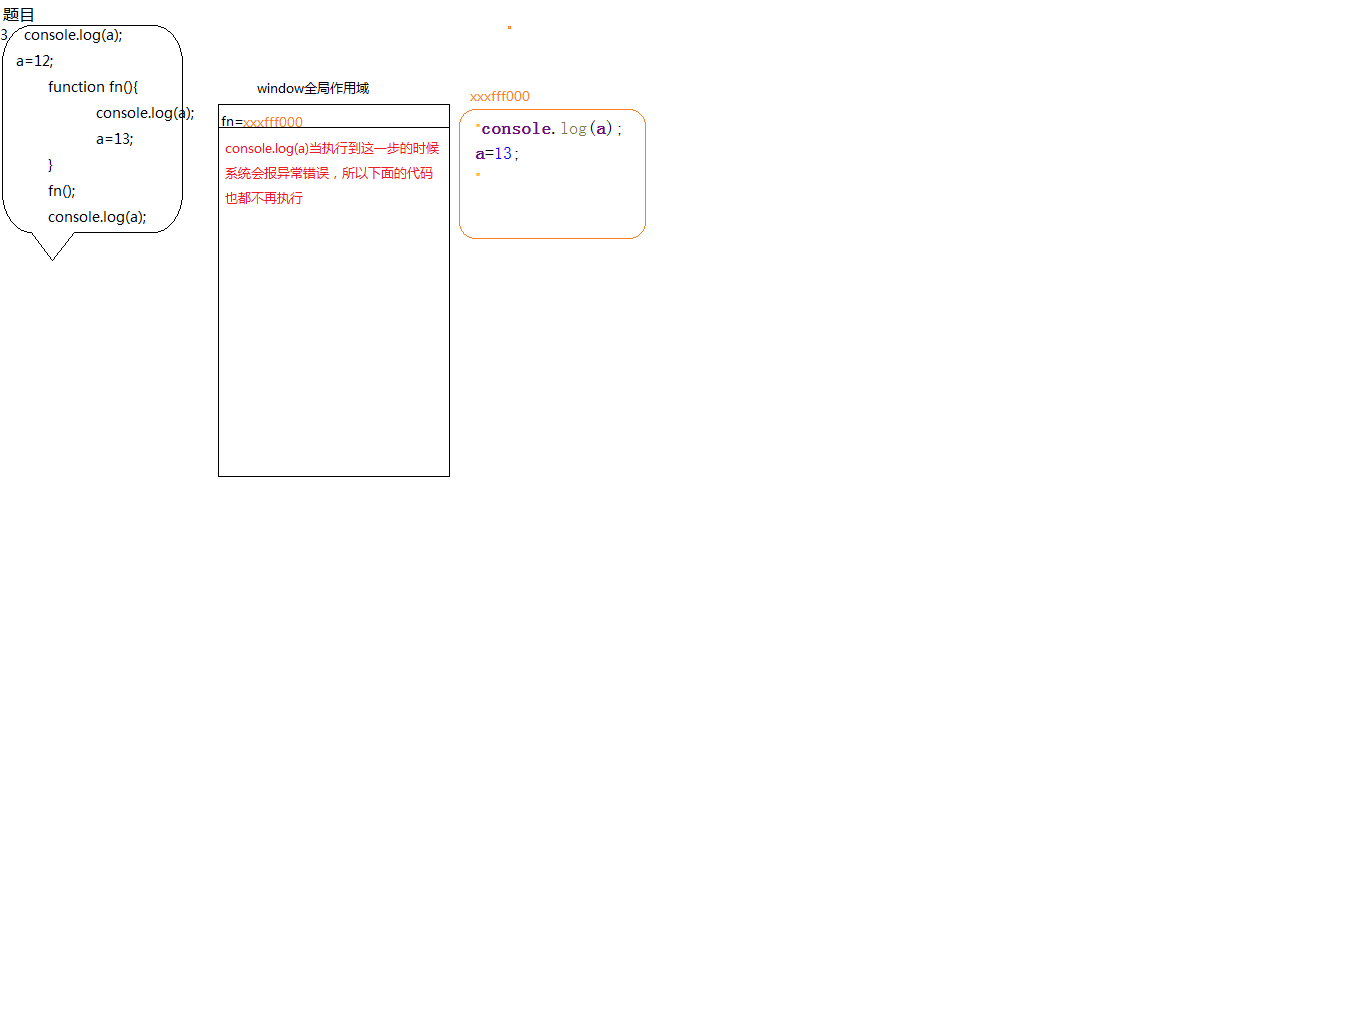 题目
3 console.log(a);
a=12;
function fn(){
console.log(a);
a=13;
}
fn();
console.log(a);
window全局作用域
fn=xxxfff000
console.log(a)当执行到这一步的时候
系统会报异常错误，所以下面的代码
也都不再执行
xxxfff000
"console.log(a);
a=13;
"